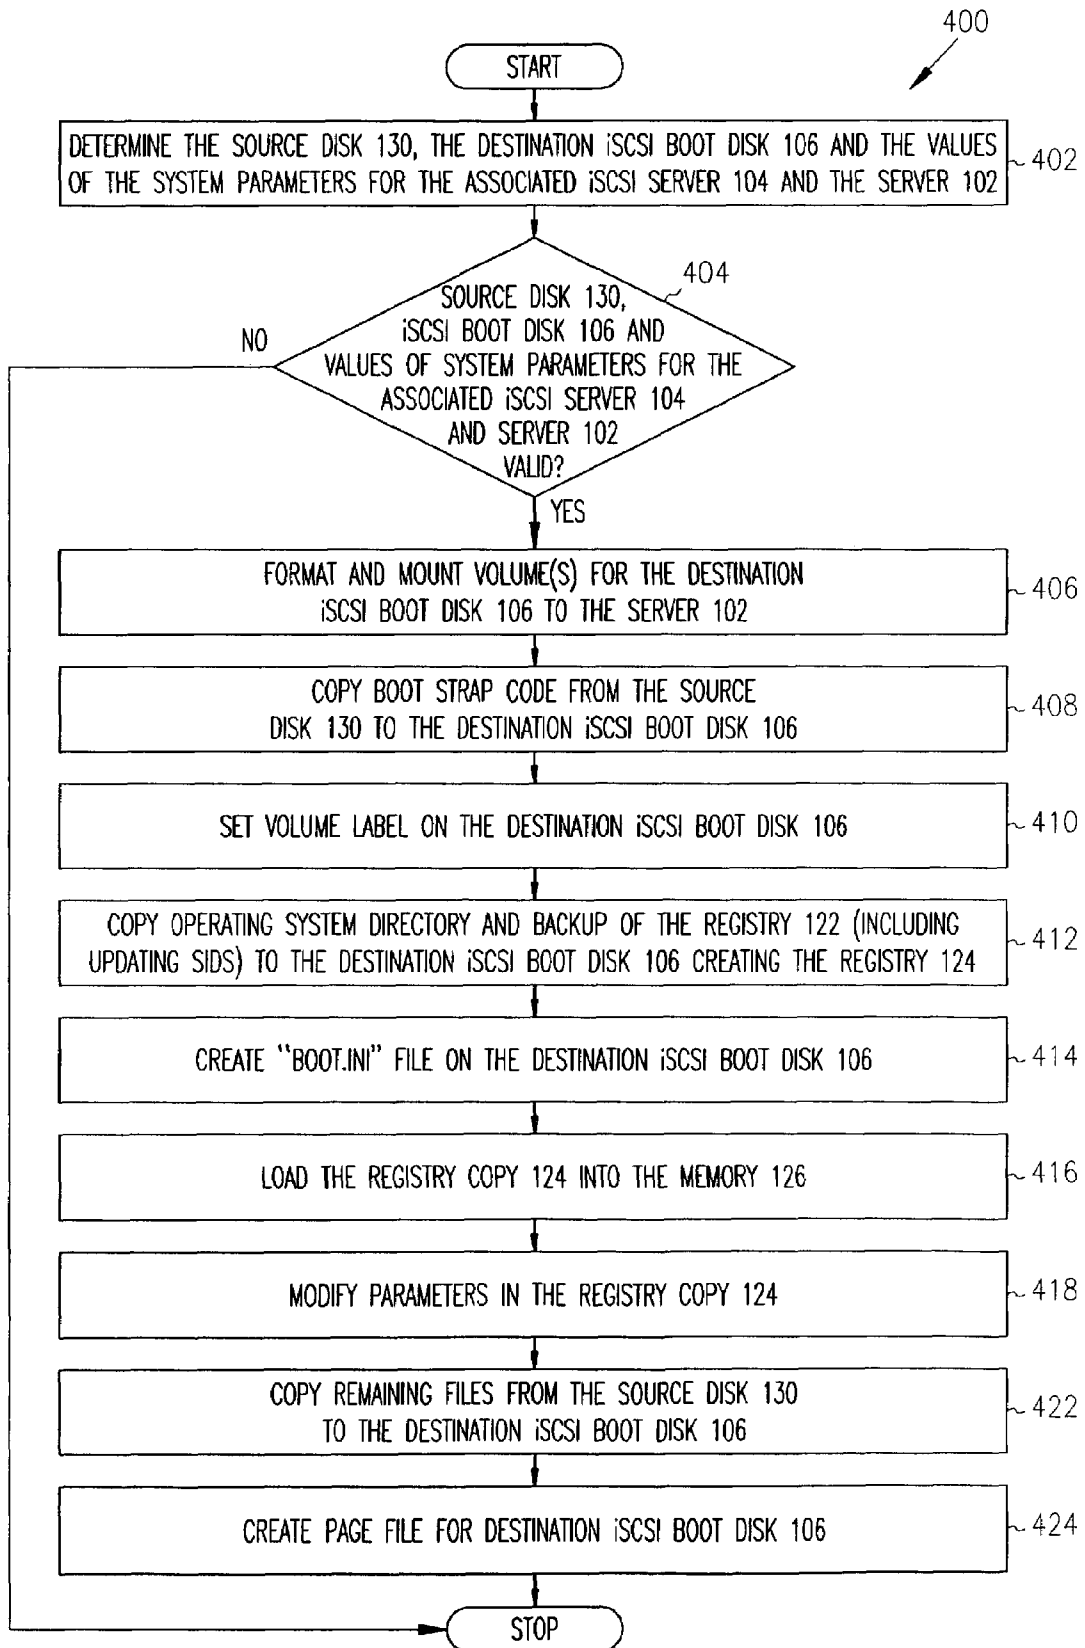 400
START
DETERMINE THE SOURCE DISK 130, THE DESTINATION iSCSI BOOT DISK 106 AND THE VALUES
OF THE SYSTEM PARAMETERS FOR THE ASSOCIATED iSCSI SERVER 104 AND THE SERVER 102
402
404
SOURCE DISK 130,
iSCSI BOOT DISK 106 AND
VALUES OF SYSTEM PARAMETERS FOR THE
ASSOCIATED iSCSI SERVER 104
AND SERVER 102
VALID?
NO
YES
FORMAT AND MOUNT VOLUME(S) FOR THE DESTINATION
iSCSI BOOT DISK 106 TO THE SERVER 102
406
COPY BOOT STRAP CODE FROM THE SOURCE
DISK 130 TO THE DESTINATION iSCSI BOOT DISK 106
408
SET VOLUME LABEL ON THE DESTINATION iSCSI BOOT DISK 106
410
COPY OPERATING SYSTEM DIRECTORY AND BACKUP OF THE REGISTRY 122 (INCLUDING
UPDATING SIDS) TO THE DESTINATION iSCSI BOOT DISK 106 CREATING THE REGISTRY 124
412
CREATE "BOOT.INI" FILE ON THE DESTINATION iSCSI BOOT DISK 106
414
LOAD THE REGISTRY COPY 124 INTO THE MEMORY 126
416
MODIFY PARAMETERS IN THE REGISTRY COPY 124
418
COPY REMAINING FILES FROM THE SOURCE DISK 130
TO THE DESTINATION iSCSI BOOT DISK 106
422
CREATE PAGE FILE FOR DESTINATION iSCSI BOOT DISK 106
424
STOP